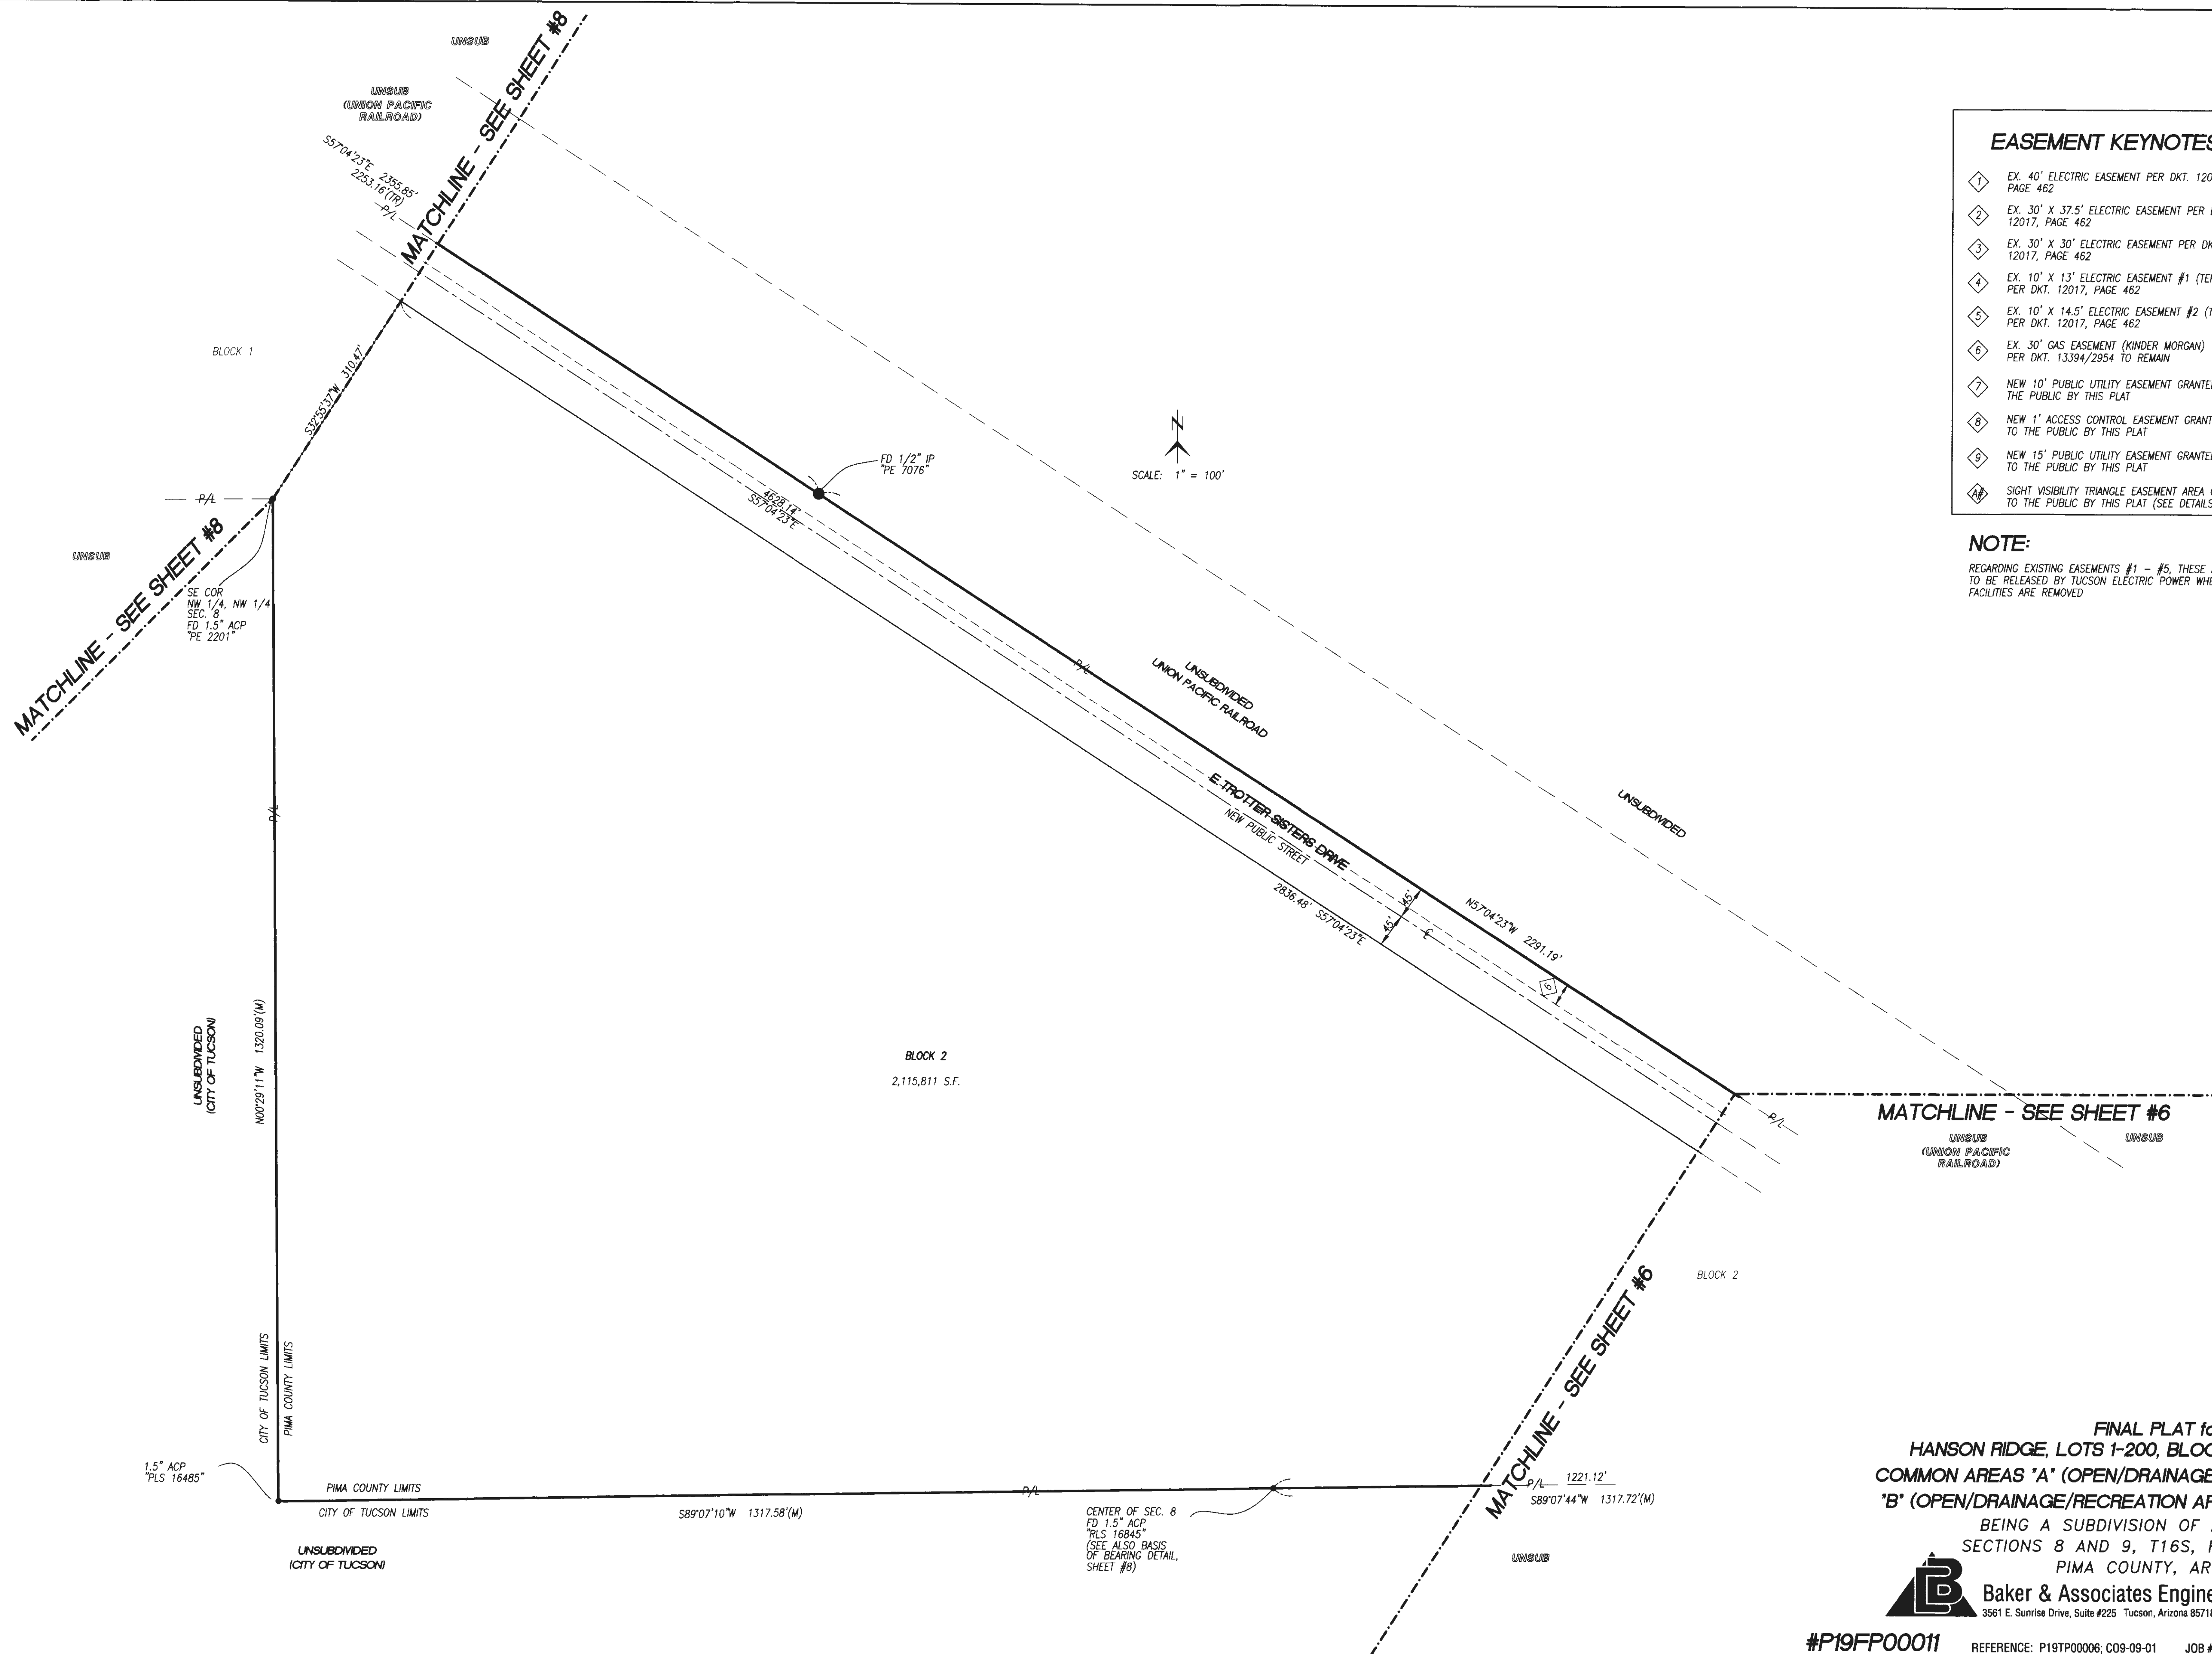 UNSUB
UNSUB
(UNION PACIFIC
RAILROAD)
MATCHLINE - SEE SHEET #8
S57°04'23"E 2355.85'
2253.16'(TR)
P/L
BLOCK 1
S32°55'37"W 310.47'
P/L
UNSUB
MATCHLINE - SEE SHEET #8
SE COR
NW 1/4, NW 1/4
SEC. 8
FD 1.5" ACP
"PE 2201"
FD 1/2" IP
"PE 7076"
4628.14'
S57°04'23"E
N
SCALE: 1" = 100'
P/L
UNSUBDIVIDED
UNION PACIFIC RAILROAD
UNSUBDIVIDED
E. TROTTER SISTERS DRIVE
NEW PUBLIC STREET
2836.48' S57°04'23"E
45'
45'
N57°04'23"W 2291.19'
6
P/L
P/L
UNSUBDIVIDED
(CITY OF TUCSON)
N00°29'11"W 1320.09'(M)
BLOCK 2
2,115,811 S.F.
MATCHLINE - SEE SHEET #6
UNSUB
(UNION PACIFIC
RAILROAD)
UNSUB
BLOCK 2
MATCHLINE - SEE SHEET #6
CITY OF TUCSON LIMITS
PIMA COUNTY LIMITS
1.5" ACP
"PLS 16485"
PIMA COUNTY LIMITS
CITY OF TUCSON LIMITS
UNSUBDIVIDED
(CITY OF TUCSON)
S89°07'10"W 1317.58'(M)
P/L
CENTER OF SEC. 8
FD 1.5" ACP
"RLS 16845"
(SEE ALSO BASIS
OF BEARING DETAIL,
SHEET #8)
P/L
1221.12'
S89°07'44"W 1317.72'(M)
UNSUB
EASEMENT KEYNOTES
1 EX. 40' ELECTRIC EASEMENT PER DKT.
PAGE 462
2 EX. 30' X 37.5' ELECTRIC EASEMENT PER
12017, PAGE 462
3 EX. 30' X 30' ELECTRIC EASEMENT PER
12017, PAGE 462
4 EX. 10' X 13' ELECTRIC EASEMENT #1
PER DKT. 12017, PAGE 462
5 EX. 10' X 14.5' ELECTRIC EASEMENT #2
PER DKT. 12017, PAGE 462
6 EX. 30' GAS EASEMENT (KINDER MORGAN)
PER DKT. 13394/2954 TO REMAIN
7 NEW 10' PUBLIC UTILITY EASEMENT
THE PUBLIC BY THIS PLAT
8 NEW 1' ACCESS CONTROL EASEMENT
TO THE PUBLIC BY THIS PLAT
9 NEW 15' PUBLIC UTILITY EASEMENT
TO THE PUBLIC BY THIS PLAT
A# SIGHT VISIBILITY TRIANGLE EASEMENT AREA
TO THE PUBLIC BY THIS PLAT (SEE DETAILS
NOTE:
REGARDING EXISTING EASEMENTS #1 - #5, THESE
TO BE RELEASED BY TUCSON ELECTRIC POWER
FACILITIES ARE REMOVED
FINAL PLAT
HANSON RIDGE, LOTS 1-200,
COMMON AREAS "A" (OPEN/DRAINAGE
"B" (OPEN/DRAINAGE/RECREATION
BEING A SUBDIVISION OF
SECTIONS 8 AND 9, T16S,
PIMA COUNTY,
Baker & Associates
3561 E. Sunrise Drive, Suite #225 Tucson, Arizona 85718
#P19FP00011
REFERENCE: P19TP00006; CO9-09-01 JOB #